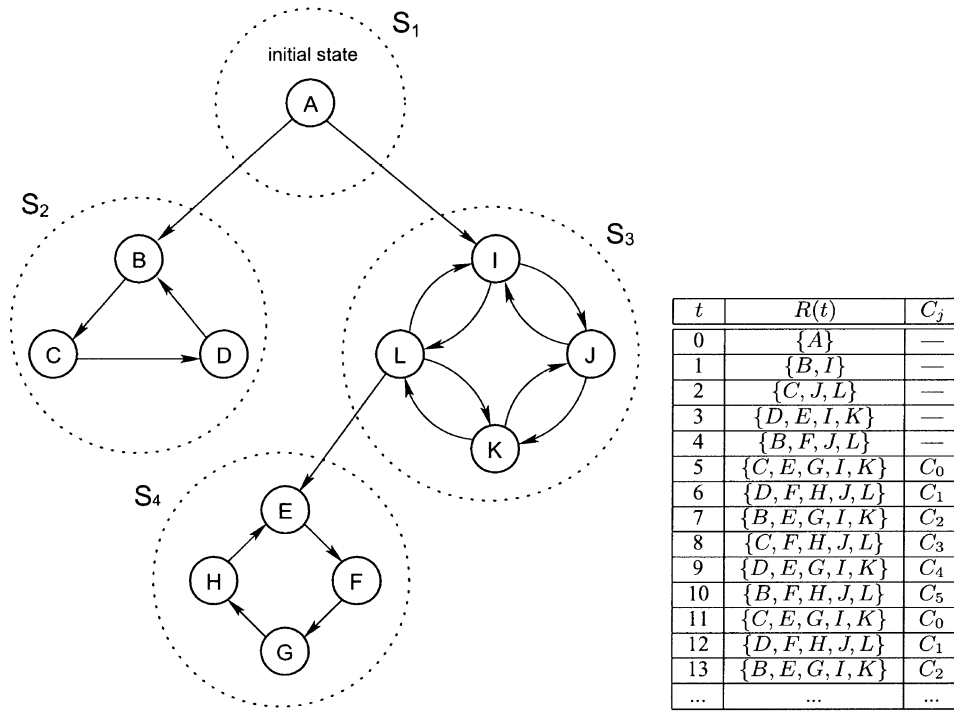 S₁
initial state
A
S₂
B
C D
S₃
I
L J
K
S₄
E
H F
G
t R(t) Cⱼ
0 {A} —
1 {B, I} —
2 {C, J, L} —
3 {D, E, I, K} —
4 {B, F, J, L} —
5 {C, E, G, I, K} C₀
6 {D, F, H, J, L} C₁
7 {B, E, G, I, K} C₂
8 {C, F, H, J, L} C₃
9 {D, E, G, I, K} C₄
10 {B, F, H, J, L} C₅
11 {C, E, G, I, K} C₀
12 {D, F, H, J, L} C₁
13 {B, E, G, I, K} C₂
... ... ...